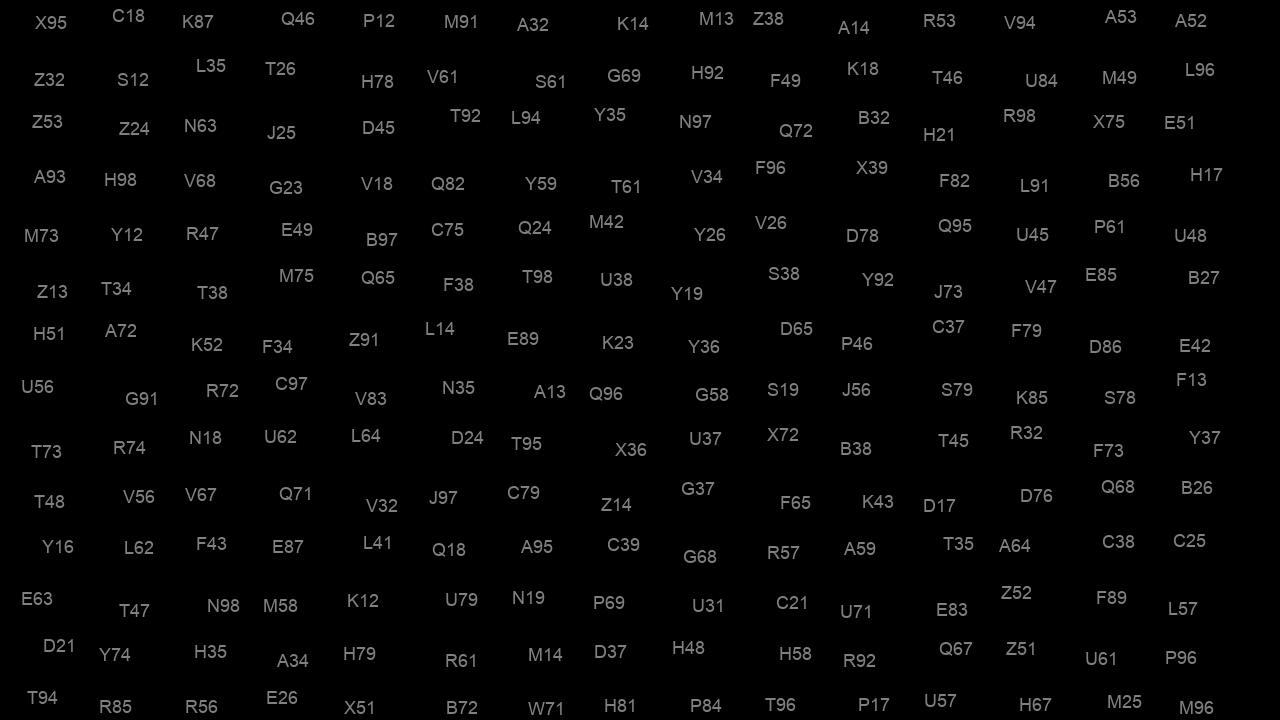 X95 C18 K87 Q46 P12 M91 A32 K14 M13 Z38 A14 R53 V94 A53 A52
Z32 S12 L35 T26 H78 V61 S61 G69 H92 F49 K18 T46 U84 M49 L96
Z53 Z24 N63 J25 D45 T92 L94 Y35 N97 Q72 B32 H21 R98 X75 E51
A93 H98 V68 G23 V18 Q82 Y59 T61 V34 F96 X39 F82 L91 B56 H17
M73 Y12 R47 E49 B97 C75 Q24 M42 Y26 V26 D78 Q95 U45 P61 U48
Z13 T34 T38 M75 Q65 F38 T98 U38 Y19 S38 Y92 J73 V47 E85 B27
H51 A72 K52 F34 Z91 L14 E89 K23 Y36 D65 P46 C37 F79 D86 E42
U56 G91 R72 C97 V83 N35 A13 Q96 G58 S19 J56 S79 K85 S78 F13
T73 R74 N18 U62 L64 D24 T95 X36 U37 X72 B38 T45 R32 F73 Y37
T48 V56 V67 Q71 V32 J97 C79 Z14 G37 F65 K43 D17 D76 Q68 B26
Y16 L62 F43 E87 L41 Q18 A95 C39 G68 R57 A59 T35 A64 C38 C25
E63 T47 N98 M58 K12 U79 N19 P69 U31 C21 U71 E83 Z52 F89 L57
D21 Y74 H35 A34 H79 R61 M14 D37 H48 H58 R92 Q67 Z51 U61 P96
T94 R85 R56 E26 X51 B72 W71 H81 P84 T96 P17 U57 H67 M25 M96